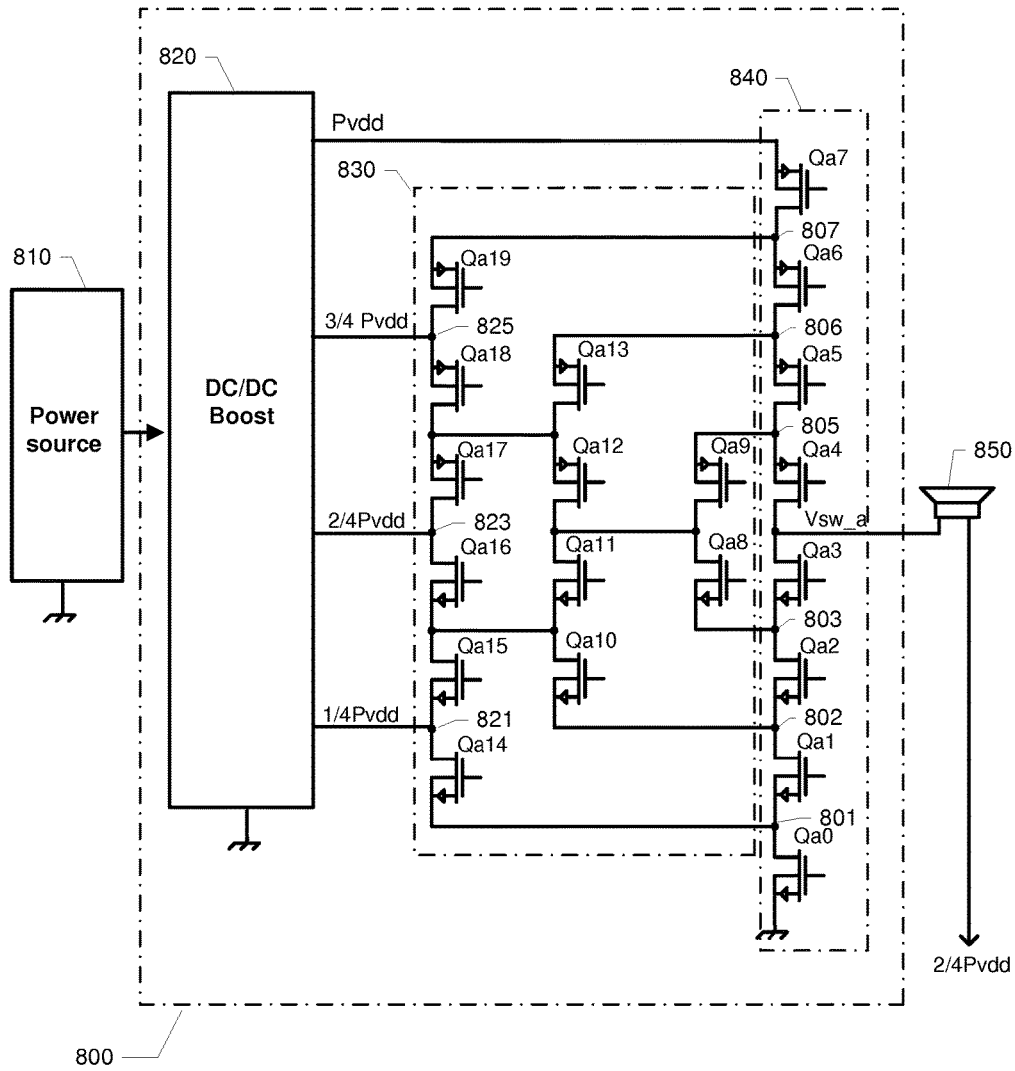 820
840
Pvdd
Qa7
830
807
810
Qa19
Qa6
3/4 Pvdd
825
806
Qa18
Qa13
Qa5
DC/DC
Boost
Power
source
805
Qa17
Qa12
Qa9
Qa4
850
2/4Pvdd
823
Vsw_a
Qa16
Qa11
Qa8
Qa3
803
Qa15
Qa10
Qa2
1/4Pvdd
821
802
Qa14
Qa1
801
Qa0
2/4Pvdd
800